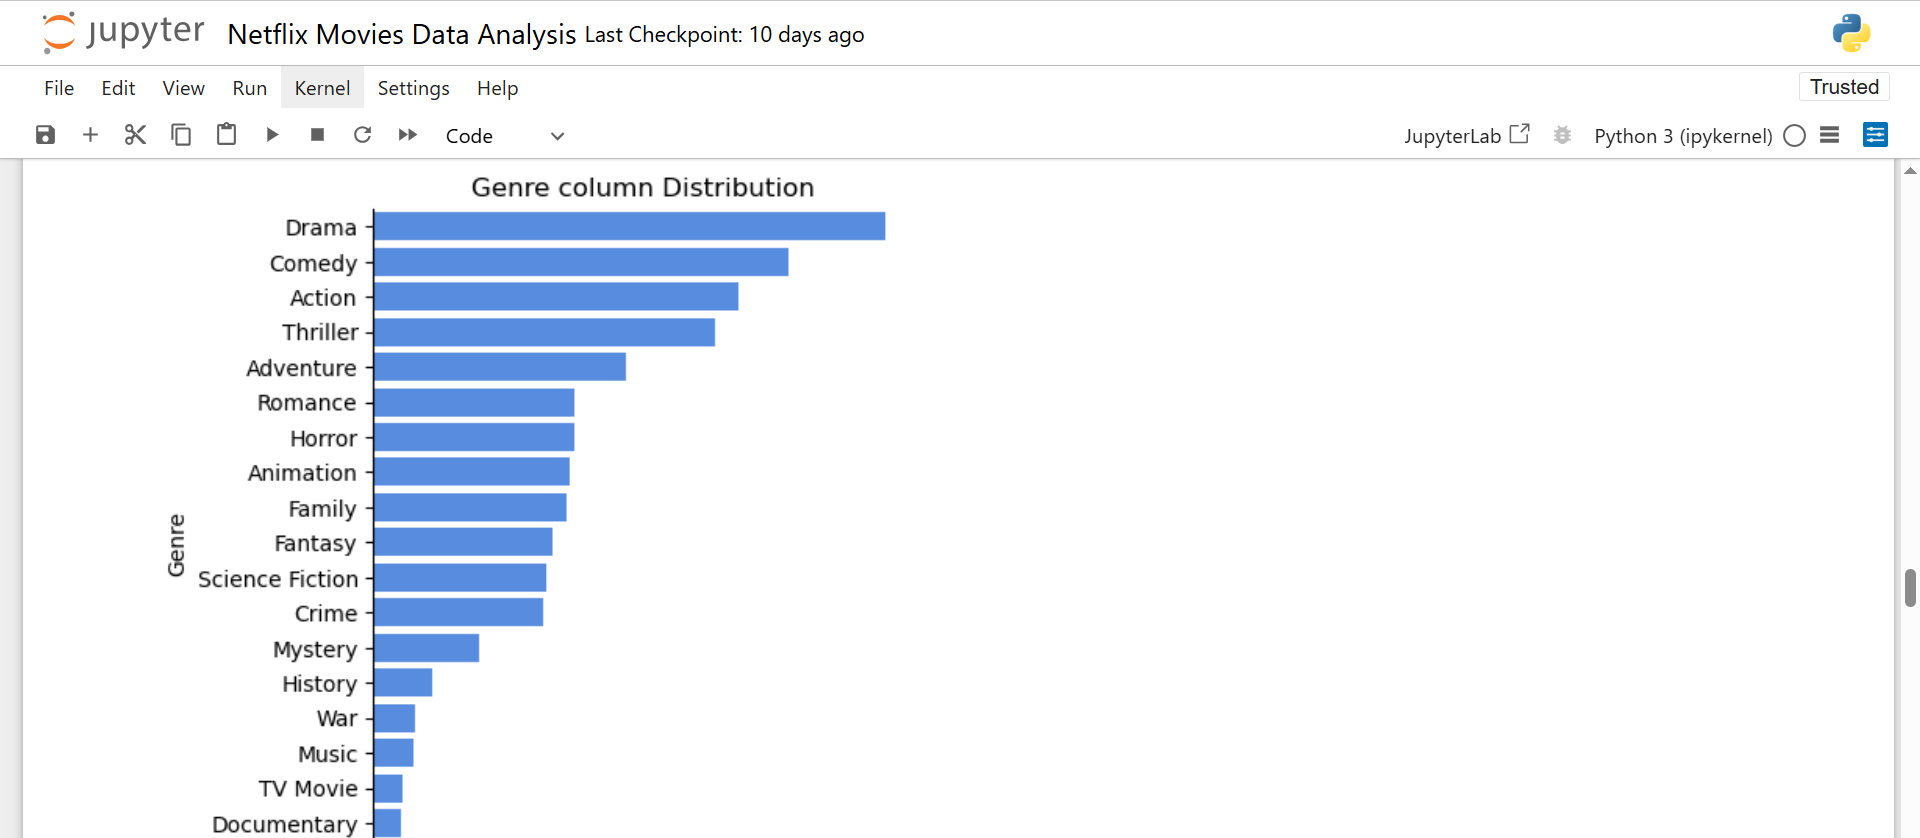 jupyter Netflix Movies Data Analysis Last Checkpoint: 10 days ago
File Edit View Run Kernel Settings Help Trusted
Code JupyterLab Python 3 (ipykernel)
Genre column Distribution
Drama
Comedy
Action
Thriller
Adventure
Romance
Horror
Animation
Family
Fantasy
Science Fiction
Crime
Mystery
History
War
Music
TV Movie
Documentary
Genre